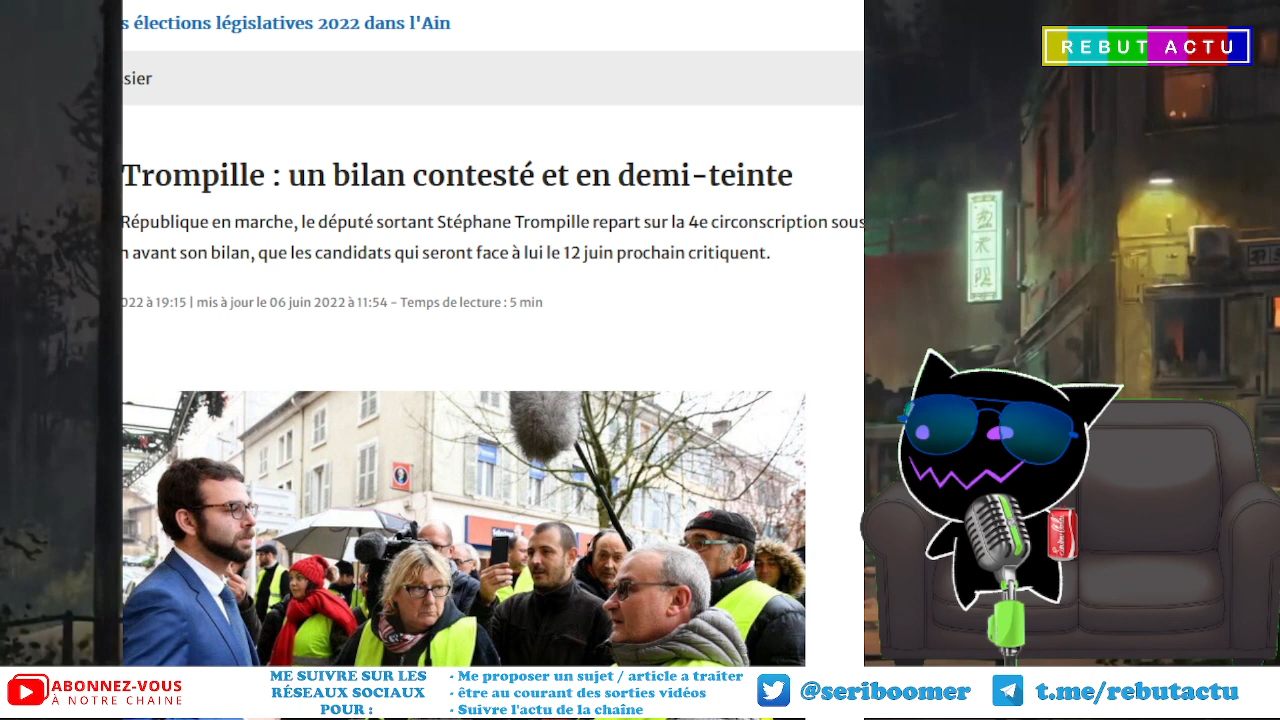 s élections législatives 2022 dans l'Ain
REBUT ACTU
sier
Trompille : un bilan contesté et en demi-teinte
République en marche, le député sortant Stéphane Trompille repart sur la 4e circonscription sous
n avant son bilan, que les candidats qui seront face à lui le 12 juin prochain critiquent.
022 à 19:15 | mis à jour le 06 juin 2022 à 11:54 - Temps de lecture : 5 min
ABONNEZ-VOUS
À NOTRE CHAINE
ME SUIVRE SUR LES
RÉSEAUX SOCIAUX
POUR :
- Me proposer un sujet / article a traiter
- être au courant des sorties vidéos
- Suivre l'actu de la chaîne
@seriboomer
t.me/rebutactu